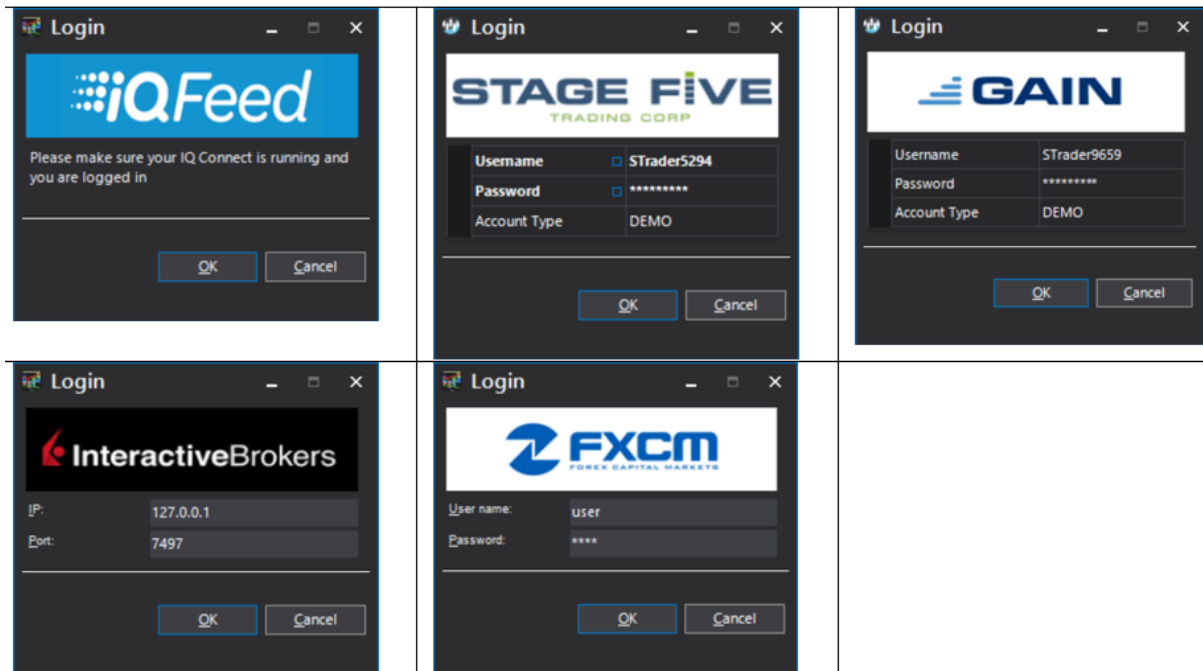 Login
iQFeed
Please make sure your IQ Connect is running and
you are logged in
OK
Cancel
Login
STAGE FIVE
TRADING CORP
Username STrader5294
Password *********
Account Type DEMO
OK
Cancel
Login
GAIN
Username STrader9659
Password *********
Account Type DEMO
OK
Cancel
Login
InteractiveBrokers
IP: 127.0.0.1
Port: 7497
OK
Cancel
Login
FXCM
FOREX CAPITAL MARKETS
User name: user
Password: ****
OK
Cancel